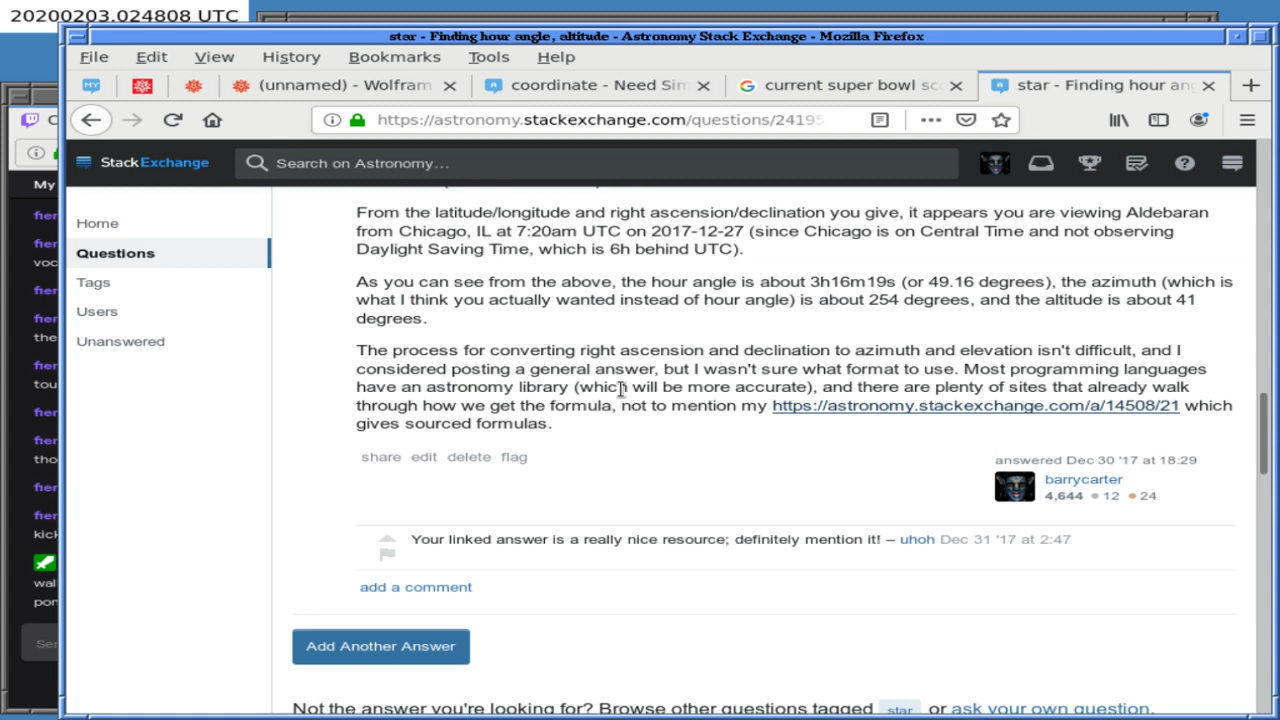 20200203.024808 UTC
star - Finding hour angle, altitude - Astronomy Stack Exchange - Mozilla Firefox
File Edit View History Bookmarks Tools Help
MY (unnamed) - Wolfram coordinate - Need Sim current super bowl sc star - Finding hour an
https://astronomy.stackexchange.com/questions/24195
StackExchange Search on Astronomy…
My
Home
Questions
Tags
Users
Unanswered
From the latitude/longitude and right ascension/declination you give, it appears you are viewing Aldebaran
from Chicago, IL at 7:20am UTC on 2017-12-27 (since Chicago is on Central Time and not observing
Daylight Saving Time, which is 6h behind UTC).
As you can see from the above, the hour angle is about 3h16m19s (or 49.16 degrees), the azimuth (which is
what I think you actually wanted instead of hour angle) is about 254 degrees, and the altitude is about 41
degrees.
The process for converting right ascension and declination to azimuth and elevation isn't difficult, and I
considered posting a general answer, but I wasn't sure what format to use. Most programming languages
have an astronomy library (which will be more accurate), and there are plenty of sites that already walk
through how we get the formula, not to mention my https://astronomy.stackexchange.com/a/14508/21 which
gives sourced formulas.
share edit delete flag
answered Dec 30 '17 at 18:29
barrycarter
4,644 12 24
Your linked answer is a really nice resource; definitely mention it! – uhoh Dec 31 '17 at 2:47
add a comment
Add Another Answer
Not the answer you're looking for? Browse other questions tagged star or ask your own question.